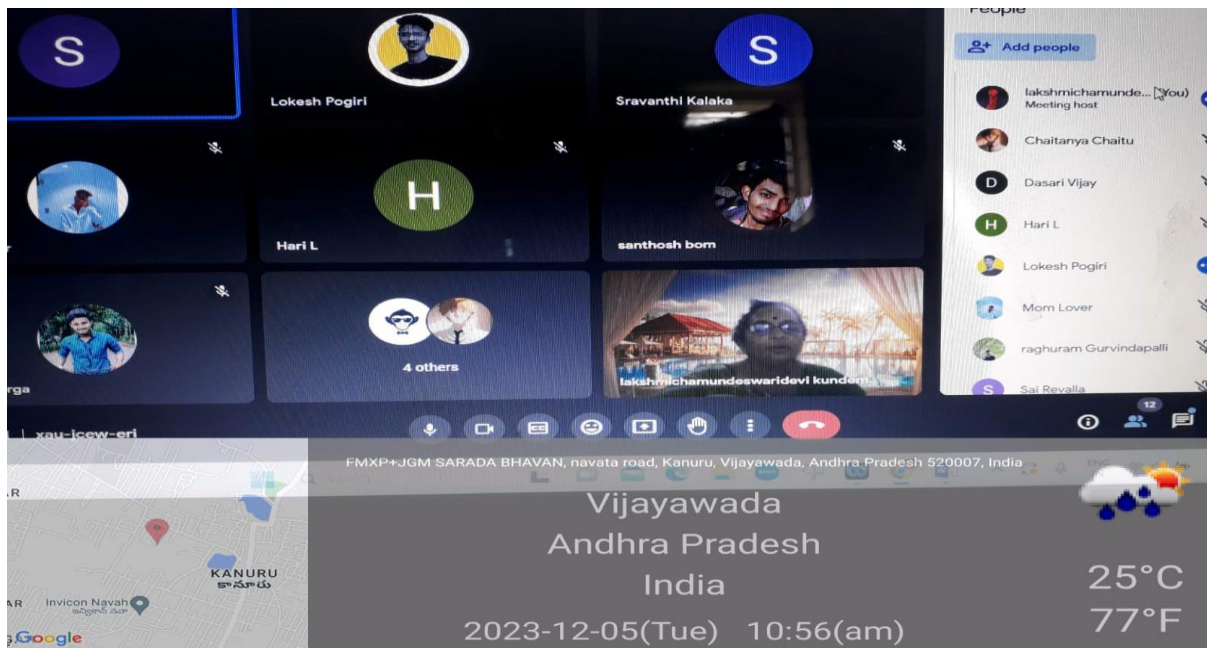 People
S
S
Add people
Lokesh Pogiri
Sravanthi Kalaka
lakshmichamunde... (You)
Meeting host
Chaitanya Chaitu
H
D
Dasari Vijay
H
Hari L
Hari L
santhosh bom
Lokesh Pogiri
Mom Lover
raghuram Gurvindapalli
4 others
lakshmichamundeswaridevi kundem
rga
S
Sai Revalla
12
xau-jcew-eri
FMXP+JGM SARADA BHAVAN, navata road, Kanuru, Vijayawada, Andhra Pradesh 520007, India
ENG
AR
Vijayawada
Andhra Pradesh
KANURU
కానూరు
India
25°C
AR
Invicon Navah
Google
2023-12-05(Tue) 10:56(am)
77°F